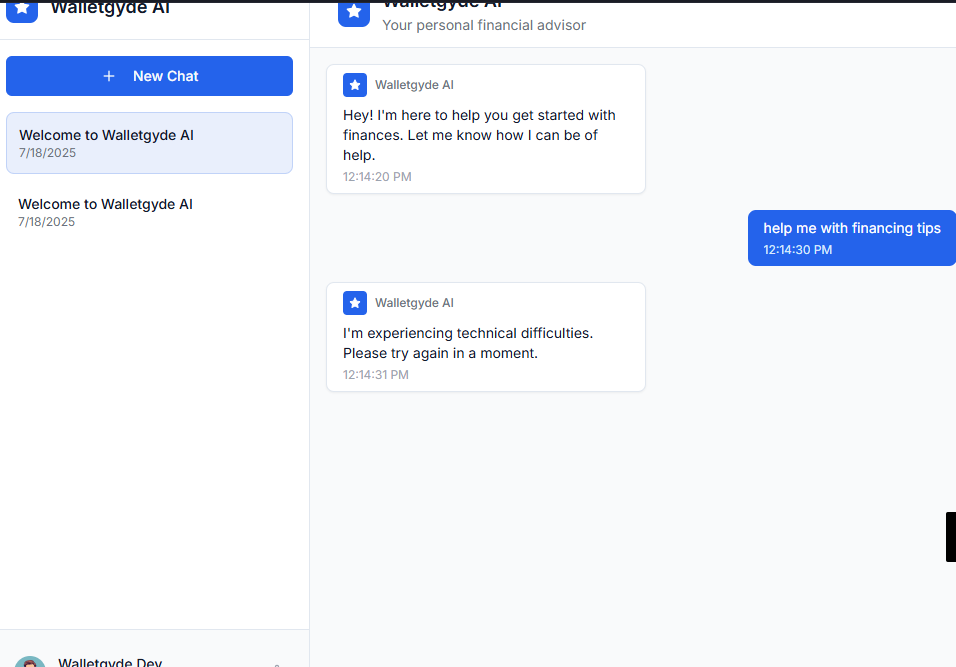 Walletgyde AI
New Chat
Welcome to Walletgyde AI
7/18/2025
Welcome to Walletgyde AI
7/18/2025
Walletgyde Dev
Walletgyde AI
Your personal financial advisor
Walletgyde AI
Hey! I'm here to help you get started with
finances. Let me know how I can be of
help.
12:14:20 PM
help me with financing tips
12:14:30 PM
Walletgyde AI
I'm experiencing technical difficulties.
Please try again in a moment.
12:14:31 PM